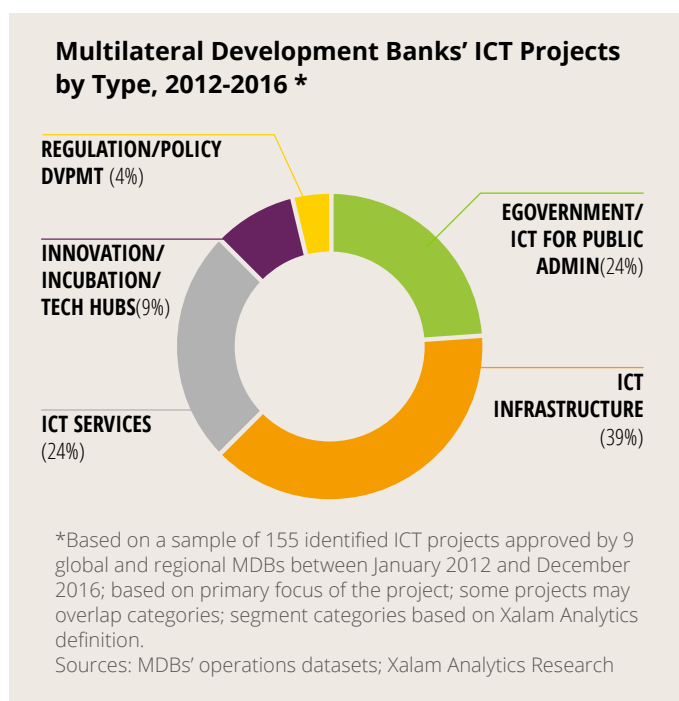 Multilateral Development Banks’ ICT Projects
by Type, 2012-2016 *
REGULATION/POLICY
DVPMT (4%)
EGOVERNMENT/
ICT FOR PUBLIC
ADMIN(24%)
INNOVATION/
INCUBATION/
TECH HUBS(9%)
ICT
INFRASTRUCTURE
(39%)
ICT SERVICES
(24%)
*Based on a sample of 155 identified ICT projects approved by 9
global and regional MDBs between January 2012 and December
2016; based on primary focus of the project; some projects may
overlap categories; segment categories based on Xalam Analytics
definition.
Sources: MDBs’ operations datasets; Xalam Analytics Research